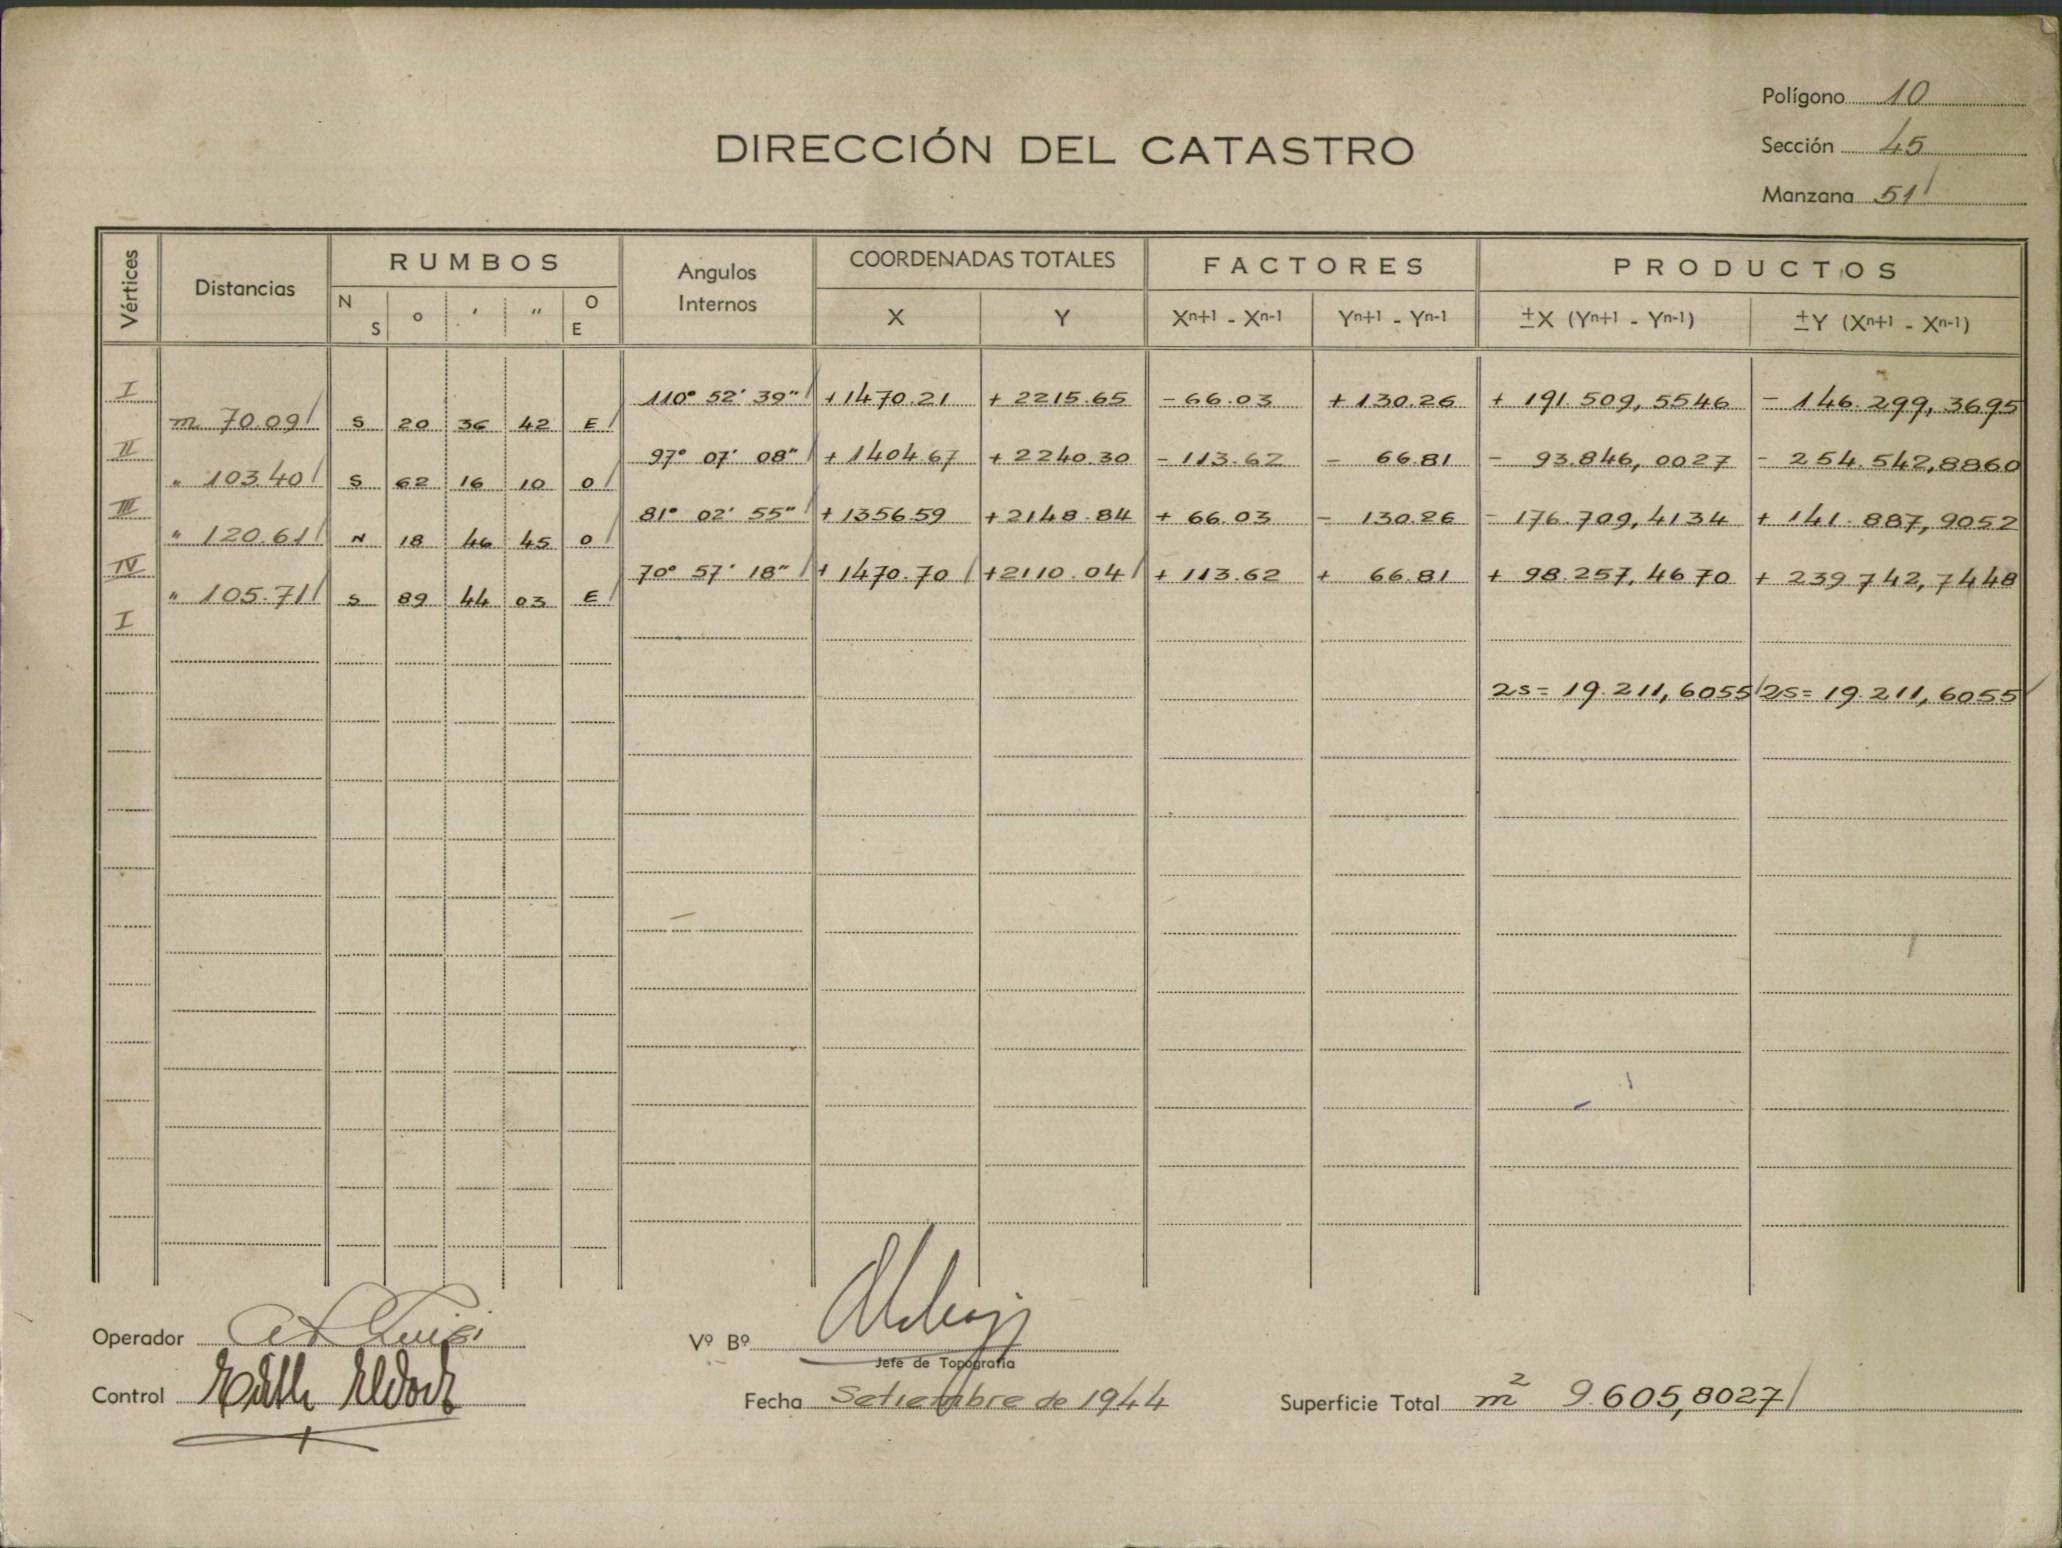 Polígono 10
DIRECCIÓN DEL CATASTRO
Sección 45
Manzana 51
Vértices Distancias RUMBOS Angulos Internos COORDENADAS TOTALES FACTORES PRODUCTOS
N S ° ' " O E X Y Xⁿ⁺¹ - Xⁿ⁻¹ Yⁿ⁺¹ - Yⁿ⁻¹ ±X (Yⁿ⁺¹ - Yⁿ⁻¹) ±Y (Xⁿ⁺¹ - Xⁿ⁻¹)
I 110° 52' 39" +1470.21 +2215.65 -66.03 +130.26 +191.509,5546 -146.299,3695
m 70.09 S 20 36 42 E
II 97° 07' 08" +1404.67 +2240.30 -113.62 - 66.81 - 93.846,0027 - 254.542,8860
" 103.40 S 62 16 10 O
III 81° 02' 55" +1356.59 +2148.84 + 66.03 - 130.26 - 176.709,4134 + 141.887,9052
" 120.61 N 18 46 45 O
IV 70° 57' 18" +1470.70 +2110.04 + 113.62 + 66.81 + 98.257,4670 + 239.742,7448
" 105.71 S 89 44 03 E
I
2s= 19.211,6055 2s= 19.211,6055
Operador
Vº Bº
Jefe de Topografía
Control
Fecha Setiembre de 1944
Superficie Total m² 9.605,8027